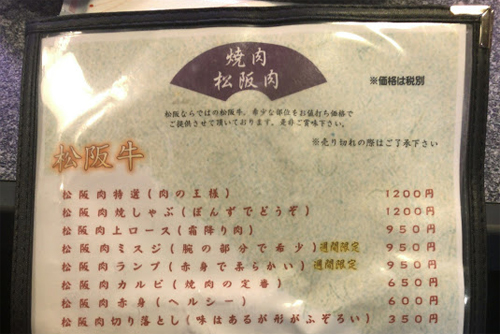 焼肉
松阪肉
※価格は税別
松阪ならではの松阪牛、希少な部位をお値打ち価格で
ご提供させて頂いております。是非ご賞味下さい。
※売り切れの際はご了承下さい
松阪牛
松阪肉特選(肉の王様) 1200円
松阪肉焼しゃぶ(ぽんずでどうぞ) 1200円
松阪肉上ロース(霜降り肉) 950円
松阪肉ミスジ(腕の部分で希少)週間限定 950円
松阪肉ランプ(赤身で柔らかい)週間限定 950円
松阪肉カルビ(焼肉の定番) 650円
松阪肉赤身(ヘルシー) 600円
松阪肉切り落とし(味はあるが形がふぞろい) 350円